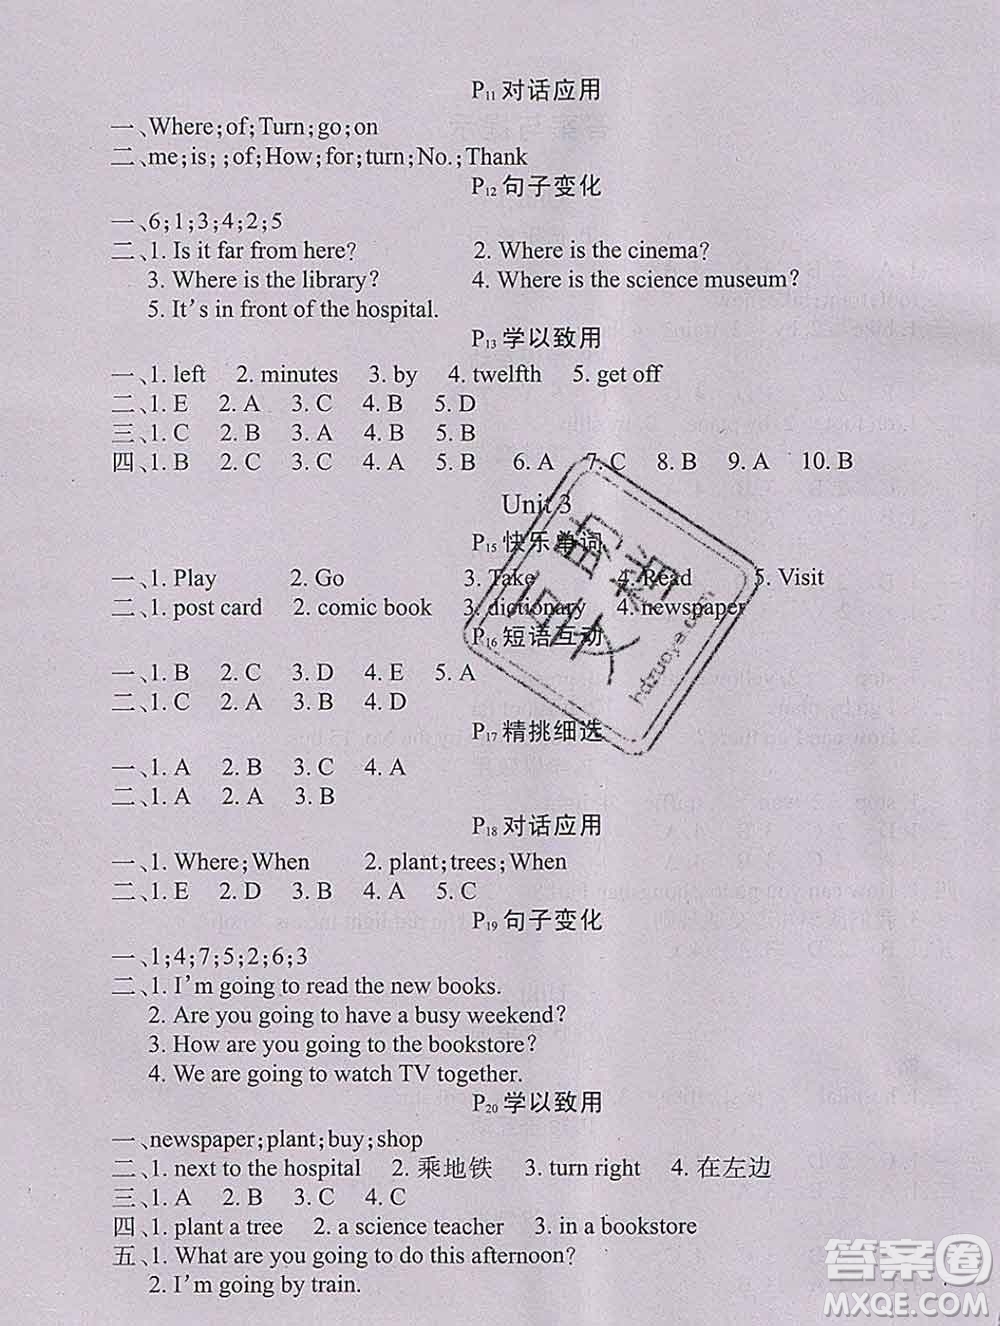 P₁₁ 对话应用
一、Where;of;Turn;go;on
二、me;is; ;of;How;for;turn;No.;Thank
P₁₂ 句子变化
一、6;1;3;4;2;5
二、1. Is it far from here? 2. Where is the cinema?
3. Where is the library? 4. Where is the science museum?
5. It's in front of the hospital.
P₁₃ 学以致用
一、1. left 2. minutes 3. by 4. twelfth 5. get off
二、1. E 2. A 3. C 4. B 5. D
三、1. C 2. B 3. A 4. B 5. B
四、1. B 2. C 3. C 4. C 5. B 6. A 7. C 8. B 9. A 10. B
Unit 3
P₁₅ 快乐单词
一、1. Play 2. Go 3. Take 4. Read 5. Visit
二、1. post card 2. comic book 3. dictionary 4. newspaper
P₁₆ 短语互动
一、1. B 2. C 3. D 4. E 5. A
二、1. C 2. A 3. B 4. D
P₁₇ 精挑细选
一、1. A 2. B 3. C 4. A
二、1. A 2. A 3. B
P₁₈ 对话应用
一、1. Where;When 2. plant;trees;When
二、1. E 2. D 3. B 4. A 5. C
P₁₉ 句子变化
一、1;4;7;5;2;6;3
二、1. I'm going to read the new books.
2. Are you going to have a busy weekend?
3. How are you going to the bookstore?
4. We are going to watch TV together.
P₂₀ 学以致用
一、newspaper;plant;buy;shop
二、1. next to the hospital 2. 乘地铁 3. turn right 4. 在左边
三、1. A 2. B 3. C 4. C
四、1. plant a tree 2. a science teacher 3. in a bookstore
五、1. What are you going to do this afternoon?
2. I'm going by train.
hdzuoye.com
答案圈
MXQE.COM